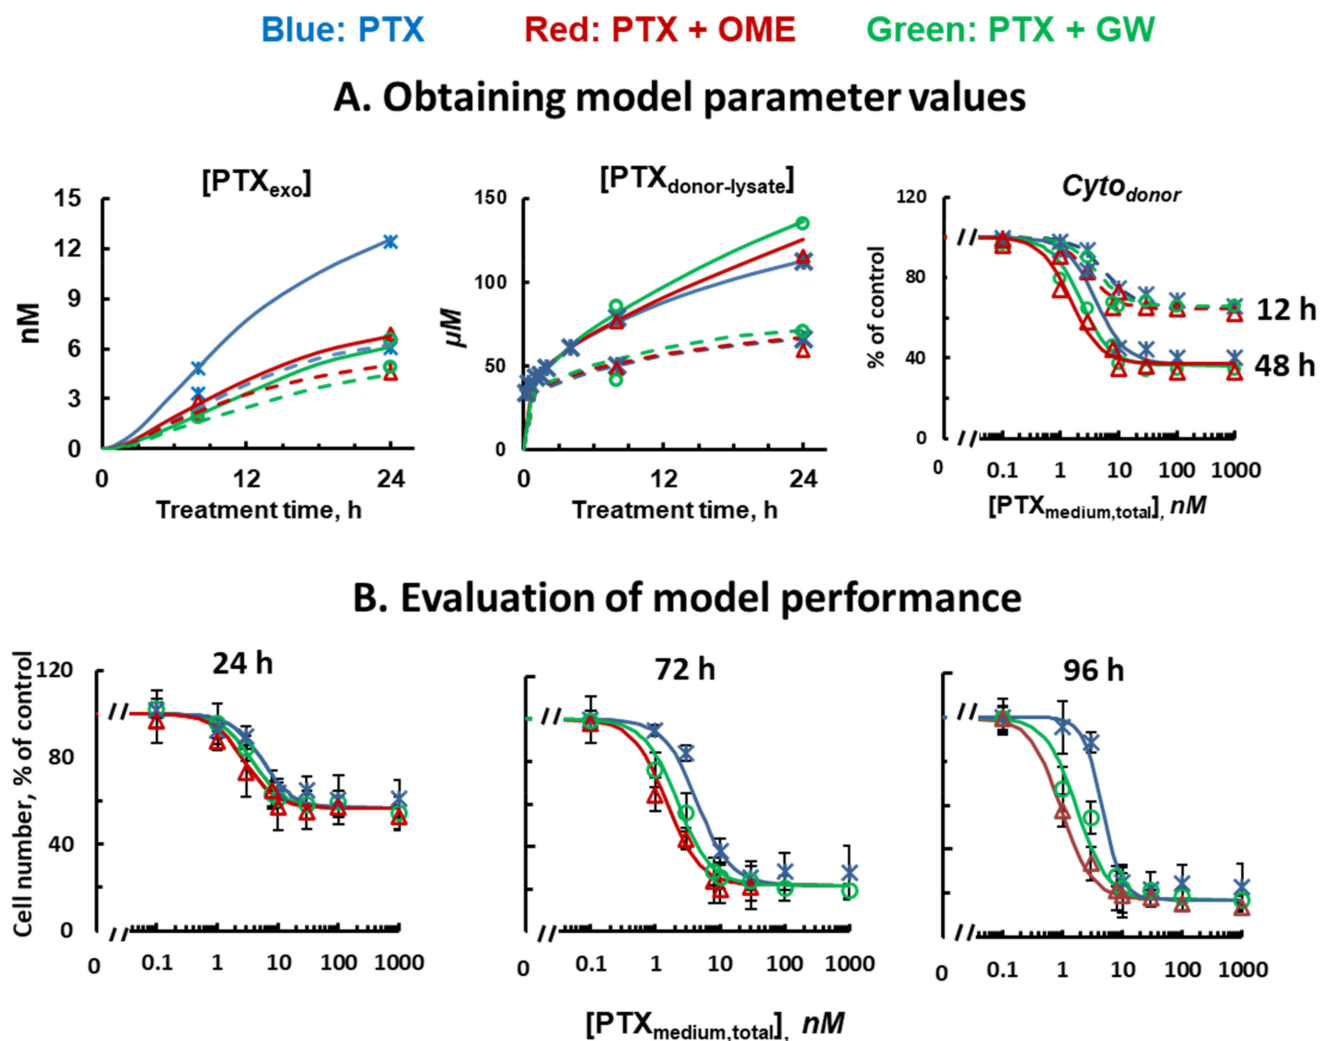 Blue: PTX Red: PTX + OME Green: PTX + GW
A. Obtaining model parameter values
[PTXexo]
15
12
9
6
3
0
nM
0 12 24
Treatment time, h
[PTXdonor-lysate]
150
100
50
0
μM
0 12 24
Treatment time, h
Cytodonor
120
80
40
0
% of control
12 h
48 h
0 // 0.1 1 10 100 1000
[PTXmedium,total], nM
B. Evaluation of model performance
24 h
120
80
40
0
Cell number, % of control
0 // 0.1 1 10 100 1000
72 h
0 // 0.1 1 10 100 1000
96 h
0 // 0.1 1 10 100 1000
[PTXmedium,total], nM